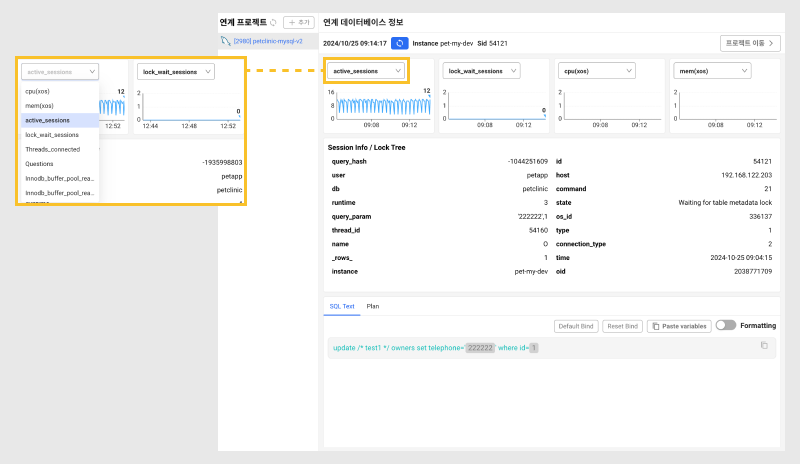 연계 프로젝트
+ 추가
연계 데이터베이스 정보
[2980] petclinic-mysql-v2
2024/10/25 09:14:17
Instance pet-my-dev Sid 54121
프로젝트 이동 >
active_sessions
lock_wait_sessions
cpu(xos)
mem(xos)
active_sessions
lock_wait_sessions
Threads_connected
Questions
Innodb_buffer_pool_rea...
Innodb_buffer_pool_rea...
12
12:52
2
1
0
0
12:44 12:48 12:52
-1935998803
petapp
petclinic
active_sessions
16
8
0
12
09:08 09:12
lock_wait_sessions
2
1
0
0
09:08 09:12
cpu(xos)
2
1
0
09:08 09:12
mem(xos)
2
1
0
09:08 09:12
Session Info / Lock Tree
query_hash -1044251609 id 54121
user petapp host 192.168.122.203
db petclinic command 21
runtime 3 state Waiting for table metadata lock
query_param '222222',1 os_id 336137
thread_id 54160 type 1
name O connection_type 2
_rows_ 1 time 2024-10-25 09:04:15
instance pet-my-dev oid 2038771709
SQL Text Plan
Default Bind Reset Bind Paste variables Formatting
update /* test1 */ owners set telephone='222222' where id=1